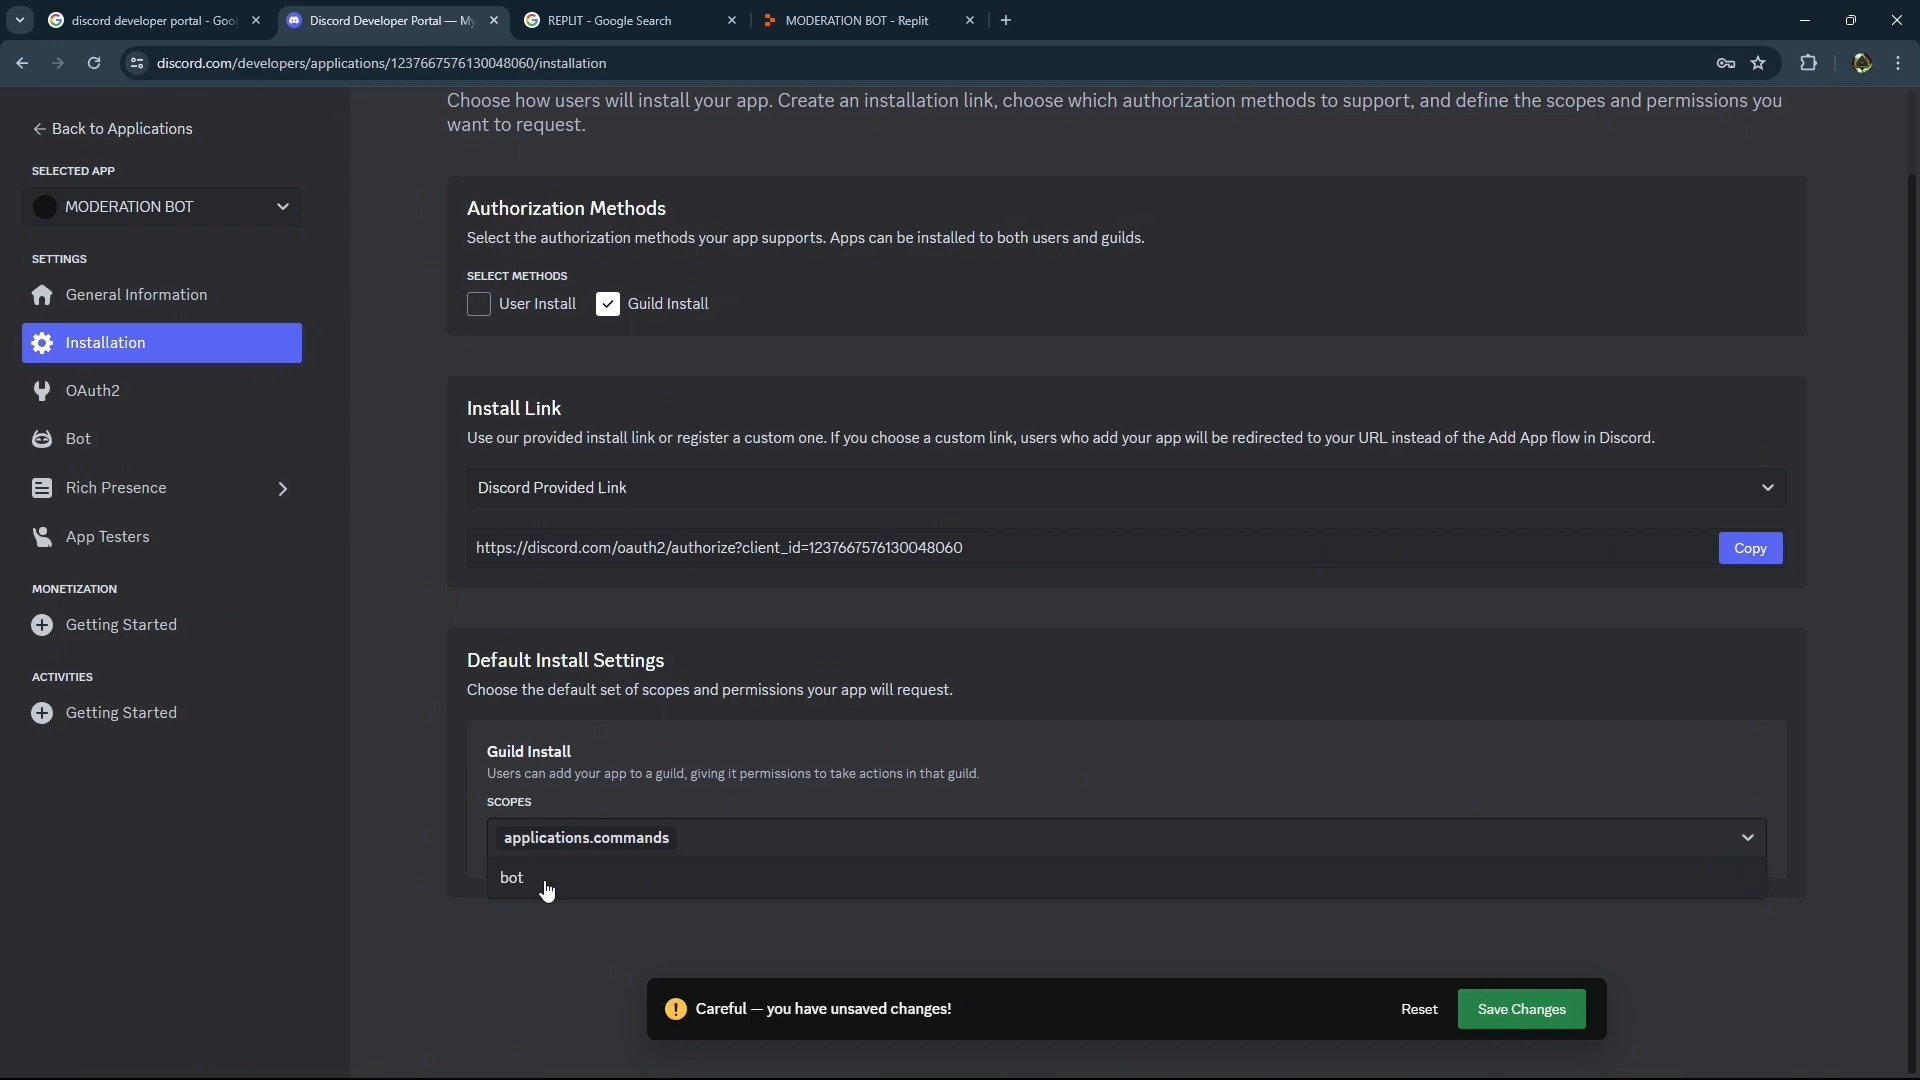 discord developer portal - Goo
Discord Developer Portal — My
REPLIT - Google Search
MODERATION BOT - Replit
discord.com/developers/applications/1237667576130048060/installation
Back to Applications
SELECTED APP
MODERATION BOT
SETTINGS
General Information
Installation
OAuth2
Bot
Rich Presence
App Testers
MONETIZATION
Getting Started
ACTIVITIES
Getting Started
Choose how users will install your app. Create an installation link, choose which authorization methods to support, and define the scopes and permissions you
want to request.
Authorization Methods
Select the authorization methods your app supports. Apps can be installed to both users and guilds.
SELECT METHODS
User Install
Guild Install
Install Link
Use our provided install link or register a custom one. If you choose a custom link, users who add your app will be redirected to your URL instead of the Add App flow in Discord.
Discord Provided Link
https://discord.com/oauth2/authorize?client_id=1237667576130048060
Copy
Default Install Settings
Choose the default set of scopes and permissions your app will request.
Guild Install
Users can add your app to a guild, giving it permissions to take actions in that guild.
SCOPES
applications.commands
bot
Careful — you have unsaved changes!
Reset
Save Changes